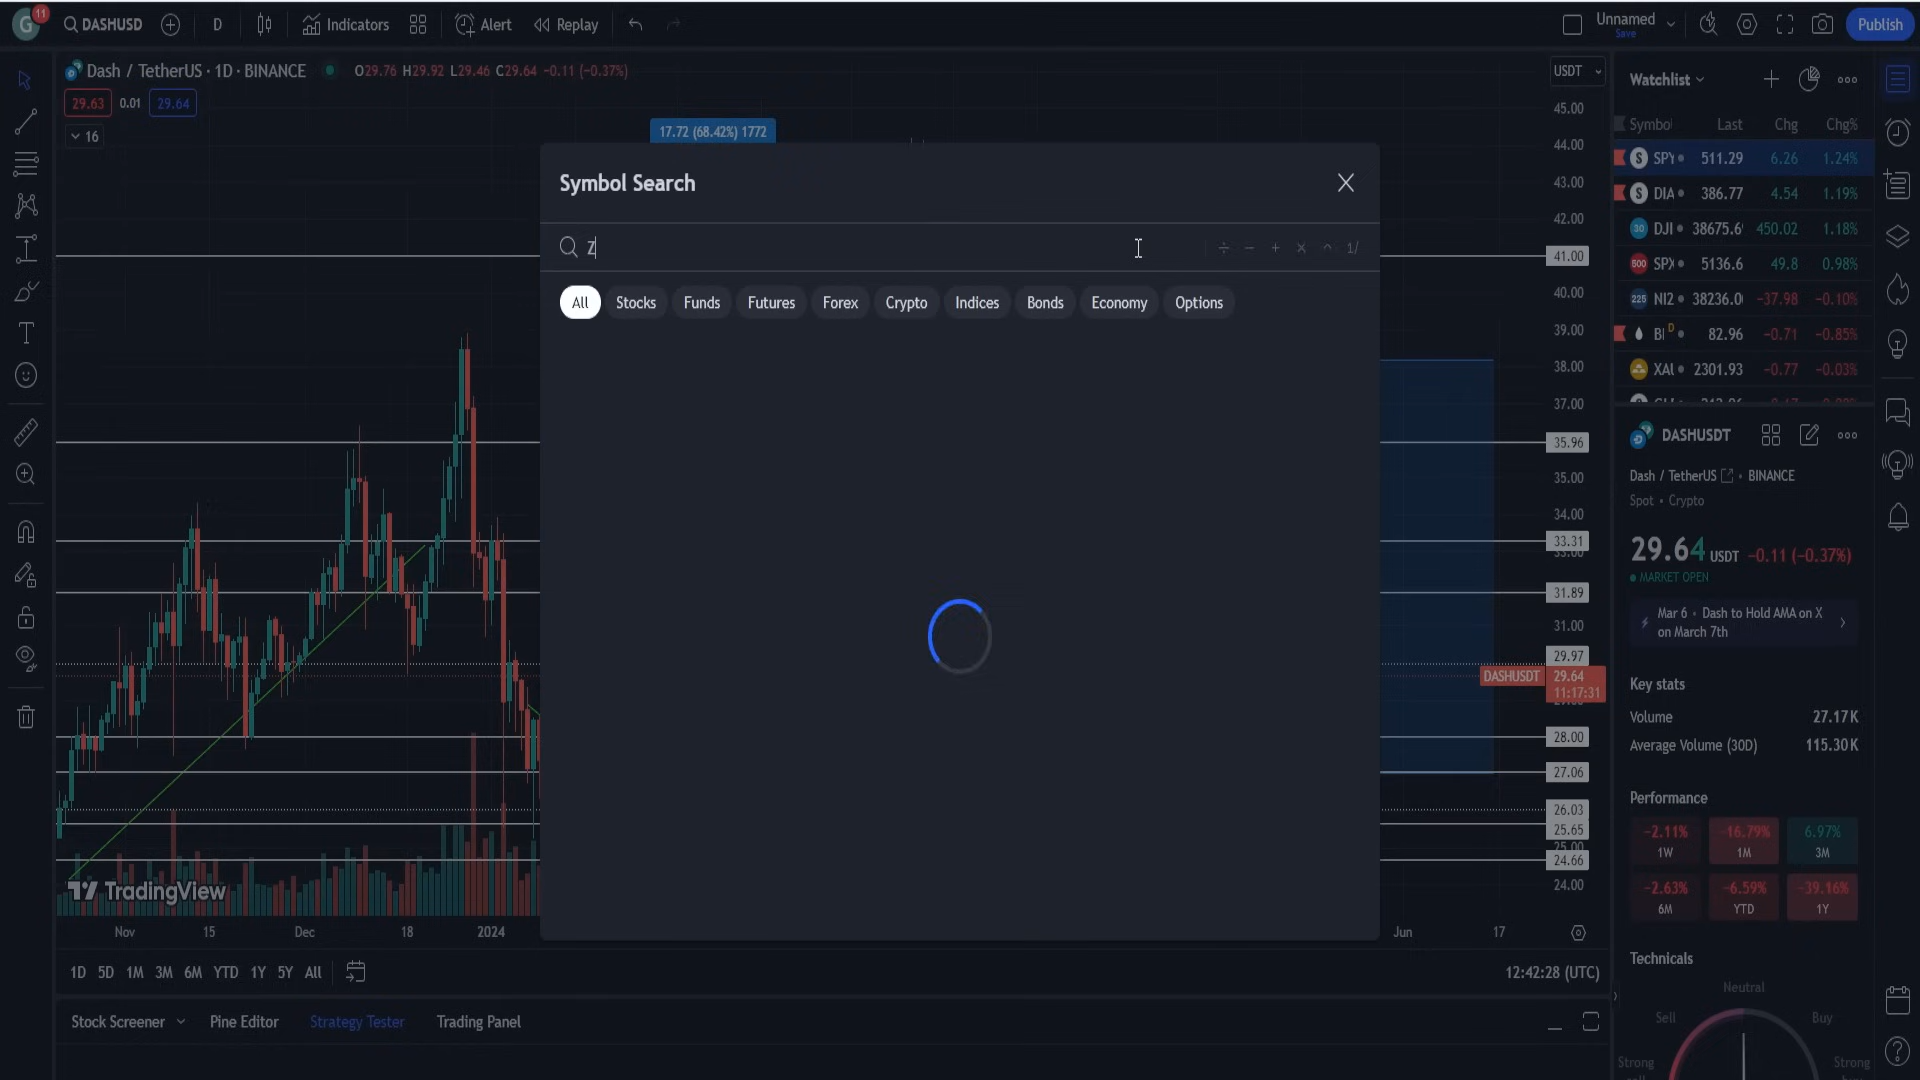 G 11 DASHUSD D Indicators Alert Replay Unnamed Save Publish
Dash / TetherUS · 1D · BINANCE O29.76 H29.92 L29.46 C29.64 −0.11 (−0.37%)
29.63 0.01 29.64
16
17.72 (68.42%) 1772
Symbol Search
Z
÷ − + × ^ 1/
All Stocks Funds Futures Forex Crypto Indices Bonds Economy Options
USDT
45.00
44.00
43.00
42.00
41.00
40.00
39.00
38.00
37.00
35.96
35.00
34.00
33.31
31.89
31.00
29.97
DASHUSDT 29.64
11:17:31
28.00
27.06
26.03
25.65
25.00
24.66
24.00
TradingView
Nov 15 Dec 18 2024 Jun 17
1D 5D 1M 3M 6M YTD 1Y 5Y All 12:42:28 (UTC)
Stock Screener Pine Editor Strategy Tester Trading Panel
Watchlist
Symbol Last Chg Chg%
S SPY 511.29 6.26 1.24%
S DIA 386.77 4.54 1.19%
30 DJI 38675.6 450.02 1.18%
500 SPX 5136.6 49.8 0.98%
225 NI2 38236.0 −37.98 −0.10%
D 82.96 −0.71 −0.85%
XAU 2301.93 −0.77 −0.03%
DASHUSDT
Dash / TetherUS • BINANCE
Spot • Crypto
29.64 USDT −0.11 (−0.37%)
MARKET OPEN
Mar 6 · Dash to Hold AMA on X
on March 7th
Key stats
Volume 27.17K
Average Volume (30D) 115.30K
Performance
−2.11% −16.79% 6.97%
1W 1M 3M
−2.63% −6.59% −39.16%
6M YTD 1Y
Technicals
Neutral
Sell Buy
Strong Strong